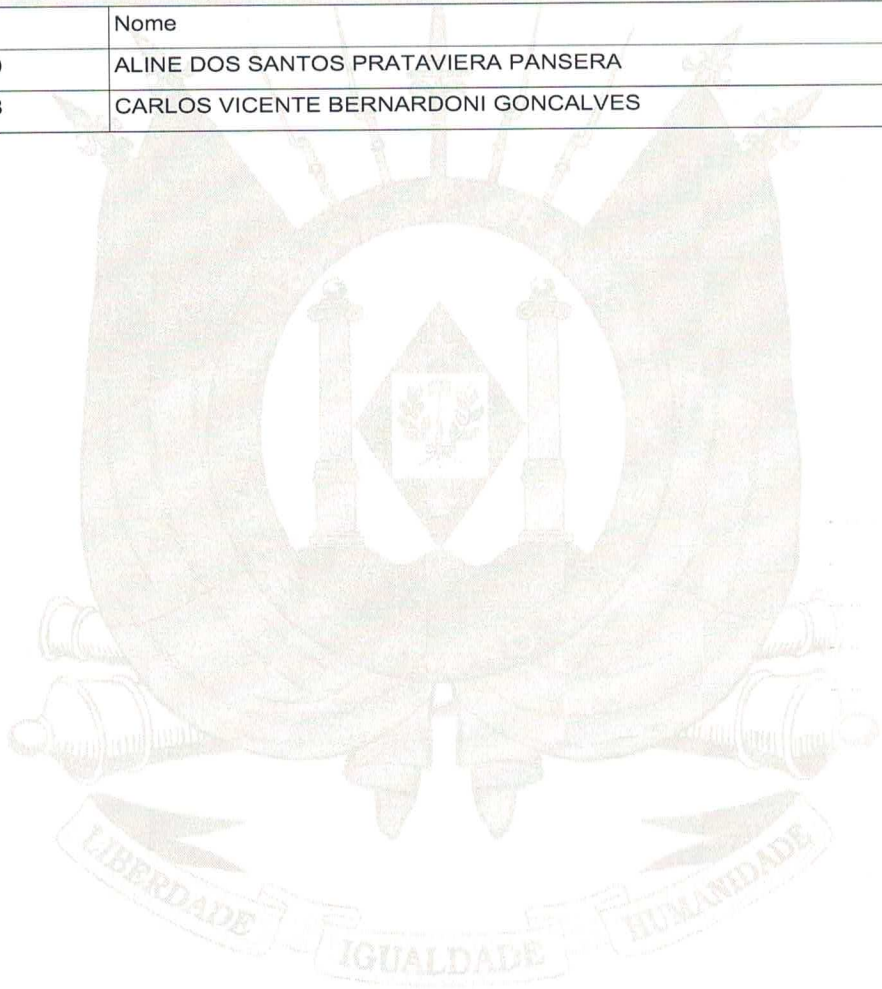 Nome
ALINE DOS SANTOS PRATAVIERA PANSERA
CARLOS VICENTE BERNARDONI GONCALVES
LIBERDADE
IGUALDADE
HUMANIDADE